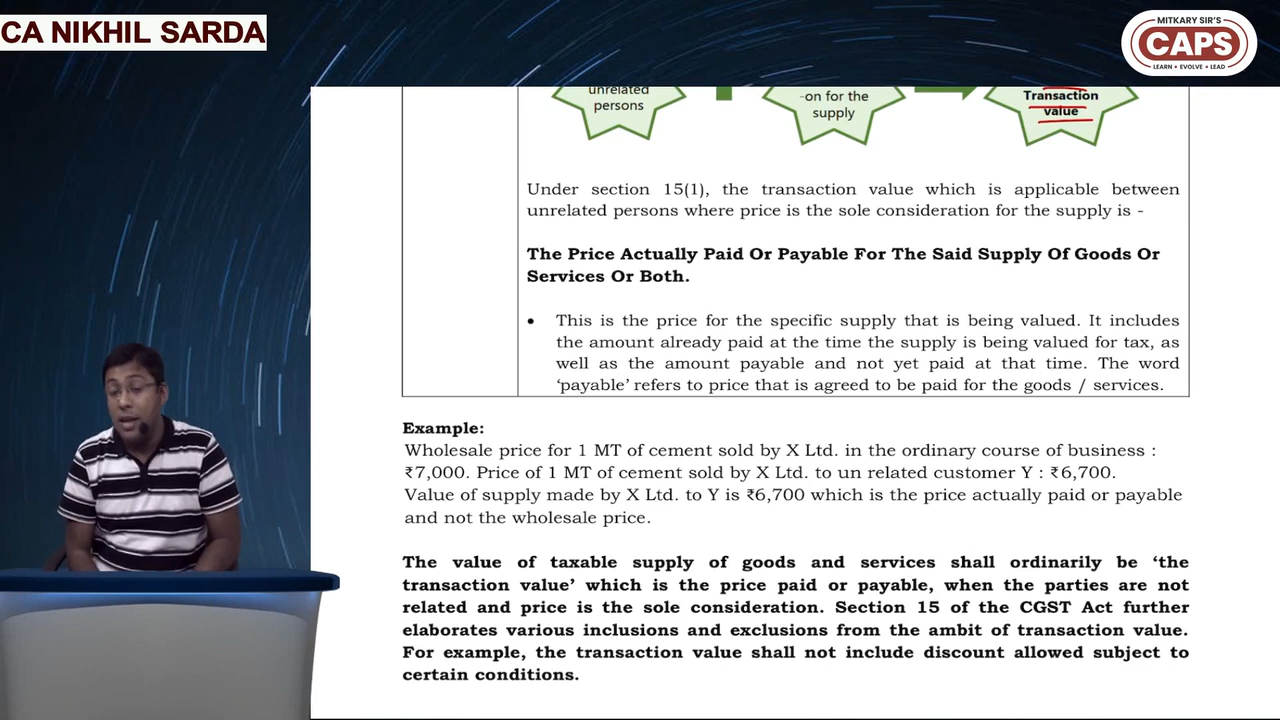 CA NIKHIL SARDA
MITKARY SIR'S
CAPS
LEARN • EVOLVE • LEAD
unrelated
persons
-on for the
supply
Transaction
value
Under section 15(1), the transaction value which is applicable between
unrelated persons where price is the sole consideration for the supply is -
The Price Actually Paid Or Payable For The Said Supply Of Goods Or
Services Or Both.
• This is the price for the specific supply that is being valued. It includes
the amount already paid at the time the supply is being valued for tax, as
well as the amount payable and not yet paid at that time. The word
'payable' refers to price that is agreed to be paid for the goods / services.
Example:
Wholesale price for 1 MT of cement sold by X Ltd. in the ordinary course of business :
₹7,000. Price of 1 MT of cement sold by X Ltd. to un related customer Y : ₹6,700.
Value of supply made by X Ltd. to Y is ₹6,700 which is the price actually paid or payable
and not the wholesale price.
The value of taxable supply of goods and services shall ordinarily be 'the
transaction value' which is the price paid or payable, when the parties are not
related and price is the sole consideration. Section 15 of the CGST Act further
elaborates various inclusions and exclusions from the ambit of transaction value.
For example, the transaction value shall not include discount allowed subject to
certain conditions.